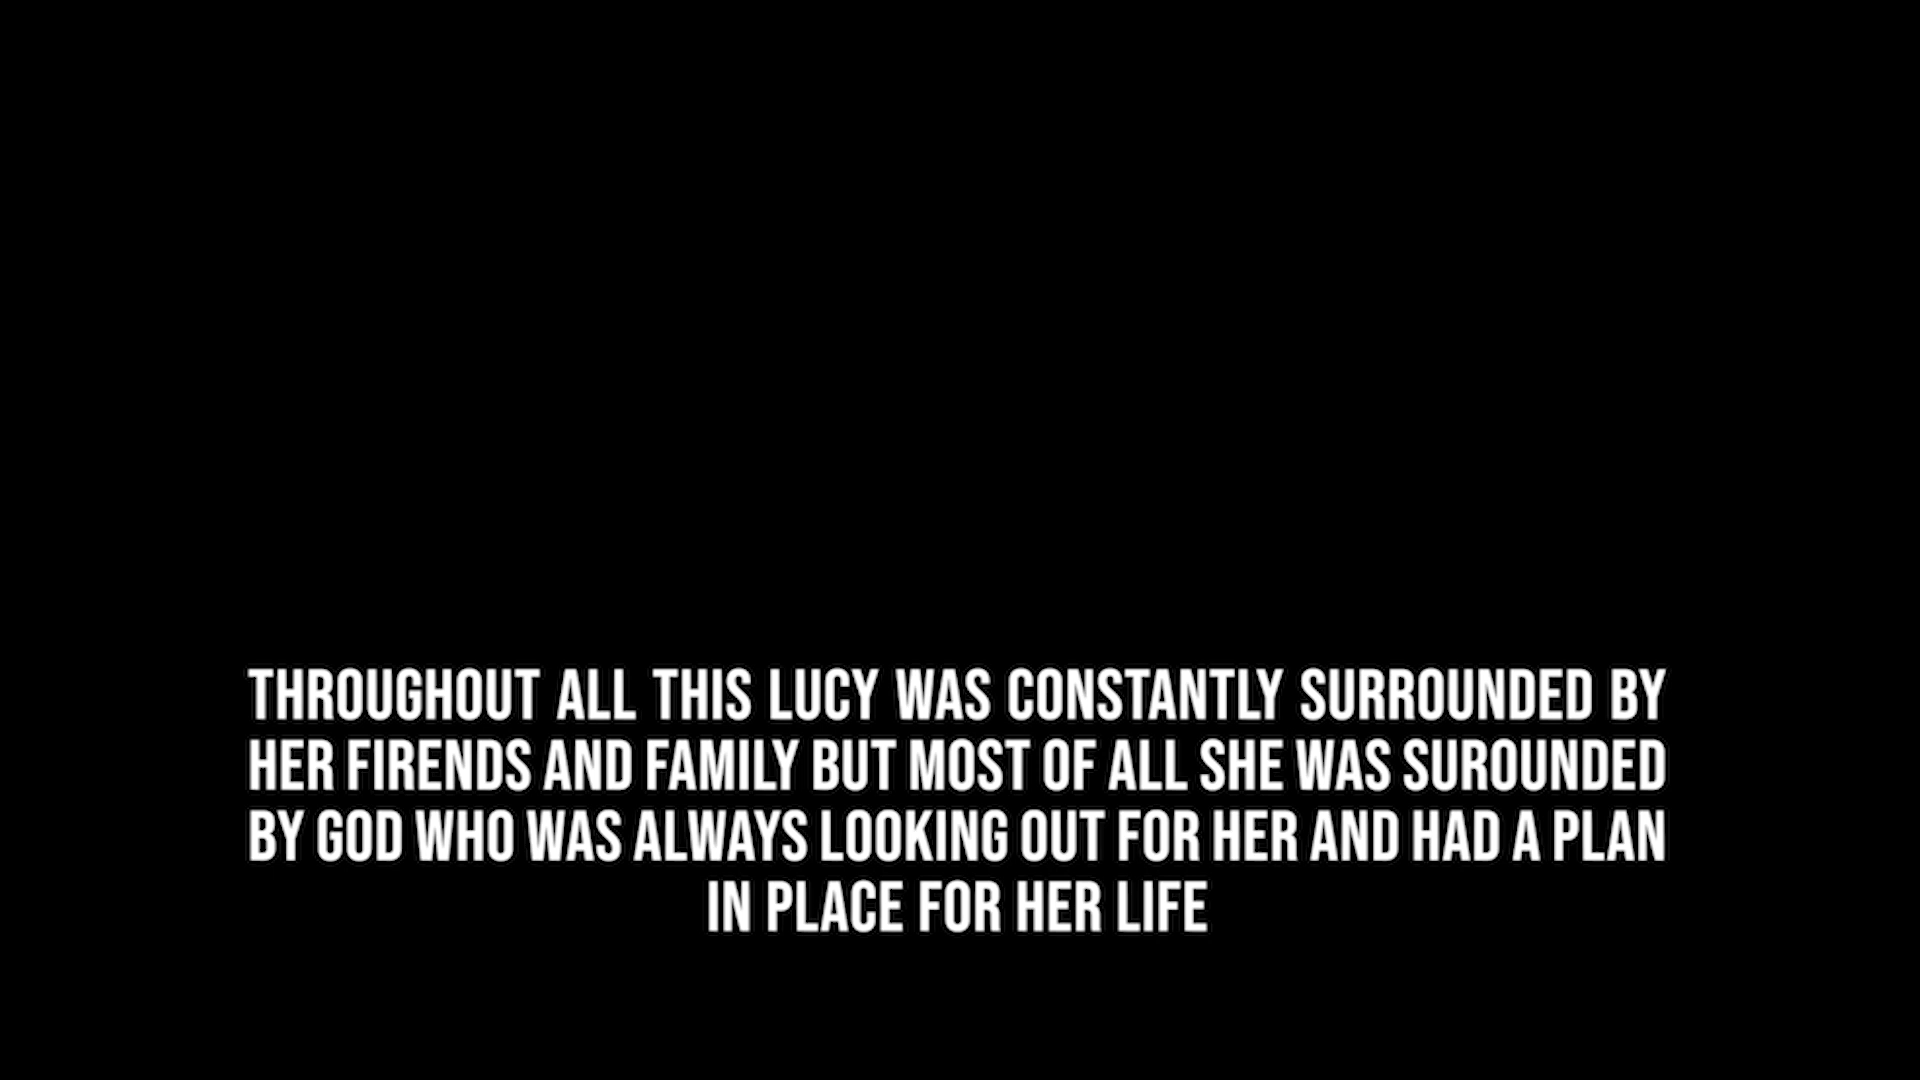 THROUGHOUT ALL THIS LUCY WAS CONSTANTLY SURROUNDED BY
HER FIRENDS AND FAMILY BUT MOST OF ALL SHE WAS SUROUNDED
BY GOD WHO WAS ALWAYS LOOKING OUT FOR HER AND HAD A PLAN
IN PLACE FOR HER LIFE